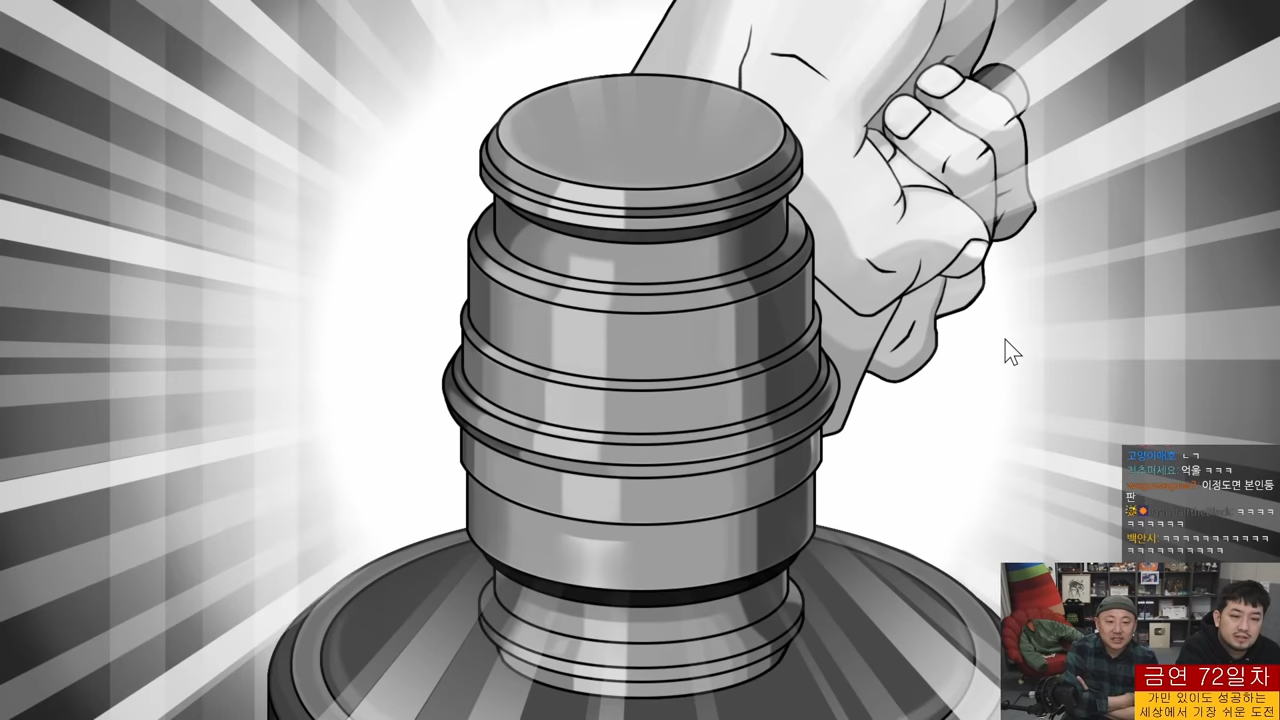 고양이애호: ㄴㄱ
억울 ㅋㅋㅋ
이정도면 본인등
판
ㅋㅋㅋㅋ
ㅋㅋㅋㅋㅋㅋ
백안시: ㅋㅋㅋㅋㅋㅋㅋㅋㅋㅋㅋ
ㅋㅋㅋㅋㅋㅋㅋㅋㅋㅋ
금연 72일차
가민 있이도 성공하는
세상에서 기장 쉬운 도전